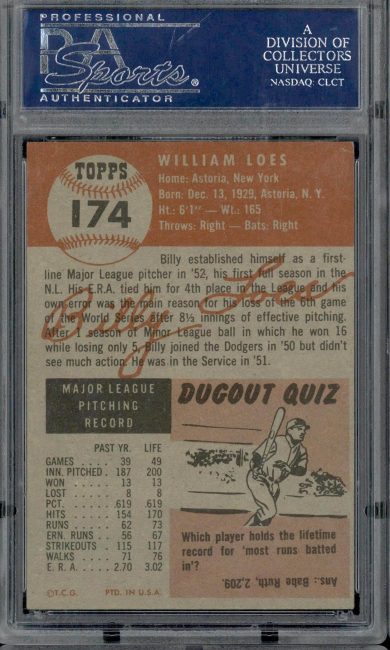 PROFESSIONAL
PSA
Sports
AUTHENTICATOR
A
DIVISION OF
COLLECTORS
UNIVERSE
NASDAQ: CLCT
TOPPS
174
WILLIAM LOES
Home: Astoria, New York
Born: Dec. 13, 1929, Astoria, N. Y.
Ht.: 6'1" — Wt.: 165
Throws: Right — Bats: Right
Billy established himself as a first-
line Major League pitcher in '52, his first full season in the
N.L. His E.R.A. tied him for 4th place in the League and his
own error was the main reason for his loss of the 6th game
of the World Series after 8⅓ innings of effective pitching.
After 1 season of Minor League ball in which he won 16
while losing only 5, Billy joined the Dodgers in '50 but didn't
see much action. He was in the Service in '51.
Billy Loes
MAJOR LEAGUE
PITCHING
RECORD
PAST YR. LIFE
GAMES . . . . 39 49
INN. PITCHED . 187 200
WON . . . . 13 13
LOST . . . . 8 8
PCT. . . . . .619 .619
HITS . . . . 154 170
RUNS . . . . 62 73
ERN. RUNS . . 56 67
STRIKEOUTS . . 115 117
WALKS . . . . 71 76
E. R. A. . . . 2.70 3.02
©T.C.G. PTD. IN U.S.A.
DUGOUT QUIZ
Which player holds the lifetime
record for 'most runs batted
in'?
Ans.: Babe Ruth, 2,209.